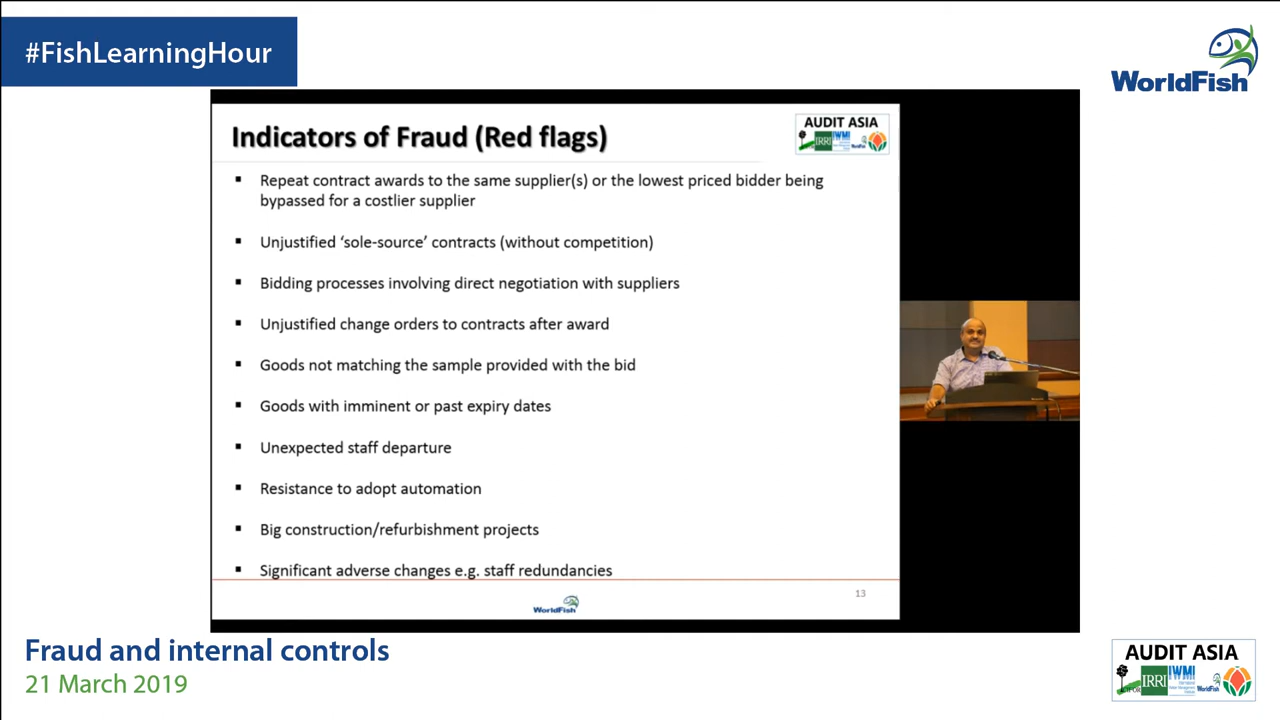 #FishLearningHour
WorldFish
Indicators of Fraud (Red flags)
AUDIT ASIA
IRRI
IWMI
▪ Repeat contract awards to the same supplier(s) or the lowest priced bidder being
bypassed for a costlier supplier
▪ Unjustified ‘sole-source’ contracts (without competition)
▪ Bidding processes involving direct negotiation with suppliers
▪ Unjustified change orders to contracts after award
▪ Goods not matching the sample provided with the bid
▪ Goods with imminent or past expiry dates
▪ Unexpected staff departure
▪ Resistance to adopt automation
▪ Big construction/refurbishment projects
▪ Significant adverse changes e.g. staff redundancies
13
WorldFish
Fraud and internal controls
21 March 2019
AUDIT ASIA
IRRI
IWMI
WorldFish